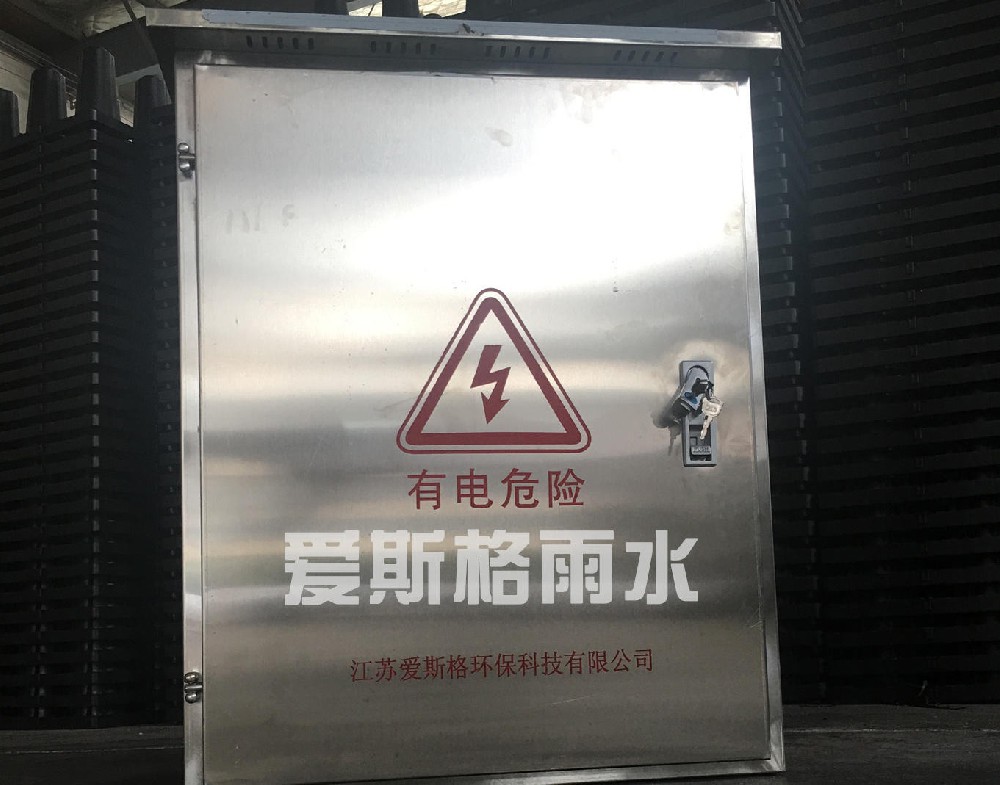 有电危险
爱斯格雨水
江苏爱斯格环保科技有限公司